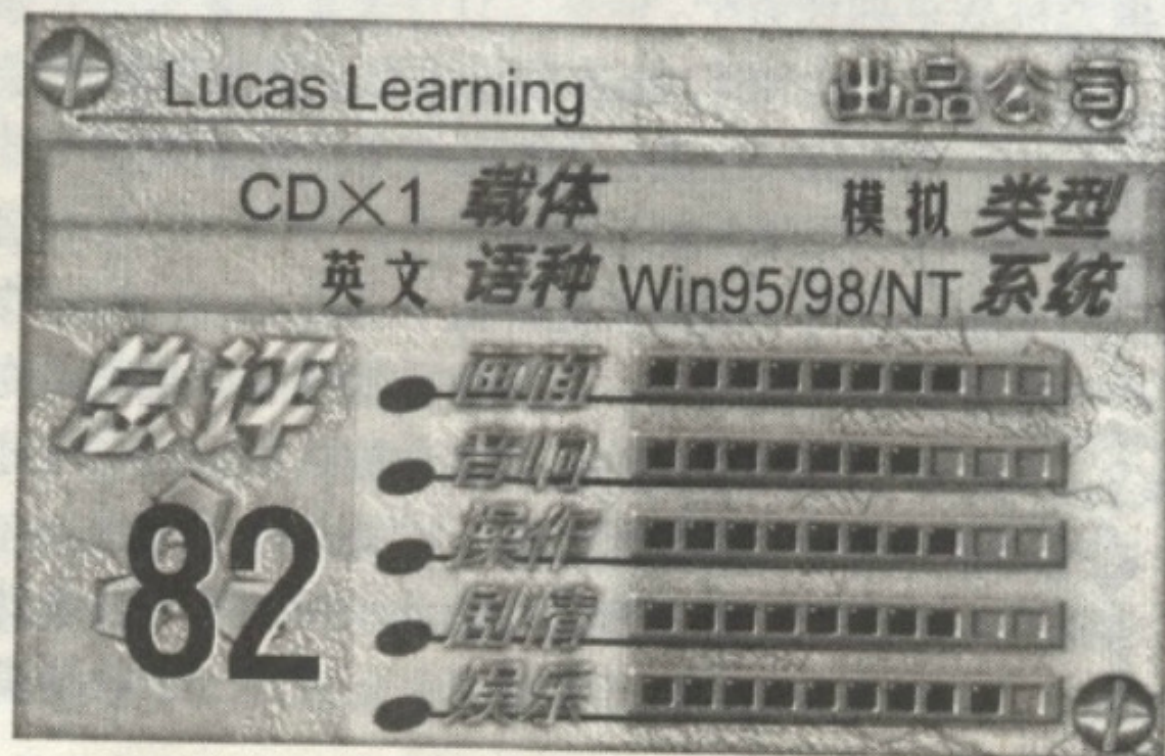 Lucas Learning 出品公司
CD×1 载体 模拟 类型
英文 语种 Win95/98/NT 系统
总评
82
画面
音响
操作
剧情
娱乐